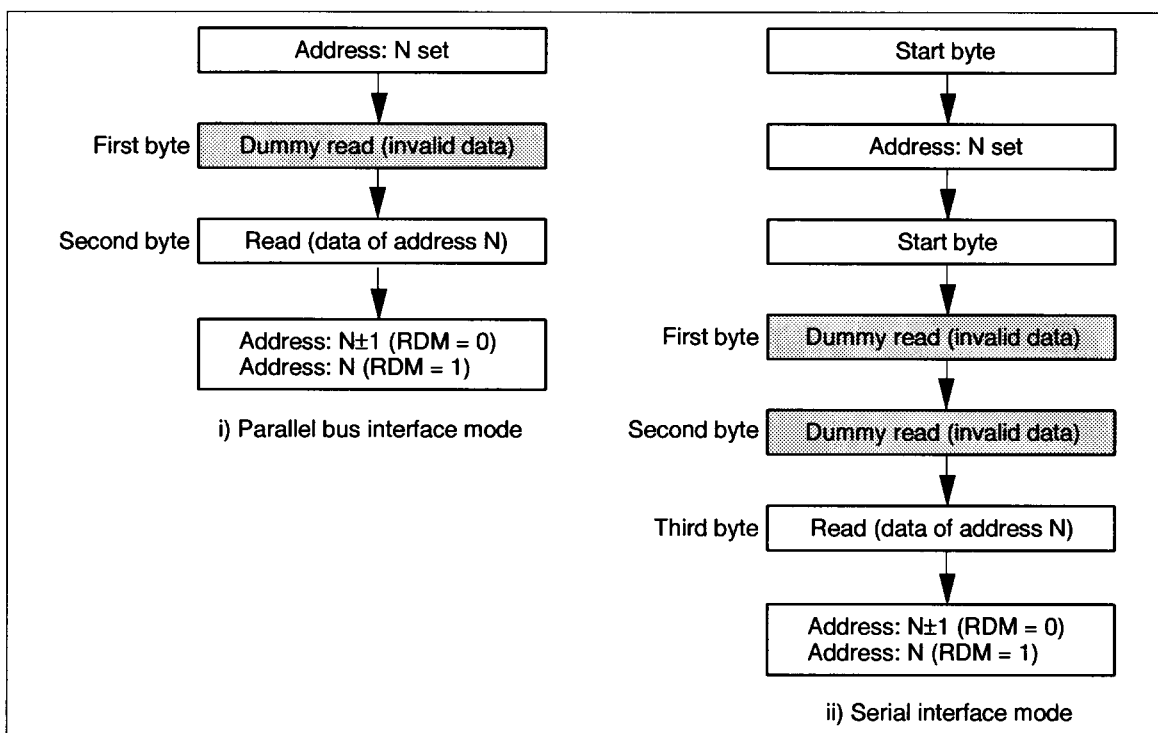 Address: N set
First byte Dummy read (invalid data)
Second byte Read (data of address N)
Address: N±1 (RDM = 0)
Address: N (RDM = 1)
i) Parallel bus interface mode
Start byte
Address: N set
Start byte
First byte Dummy read (invalid data)
Second byte Dummy read (invalid data)
Third byte Read (data of address N)
Address: N±1 (RDM = 0)
Address: N (RDM = 1)
ii) Serial interface mode